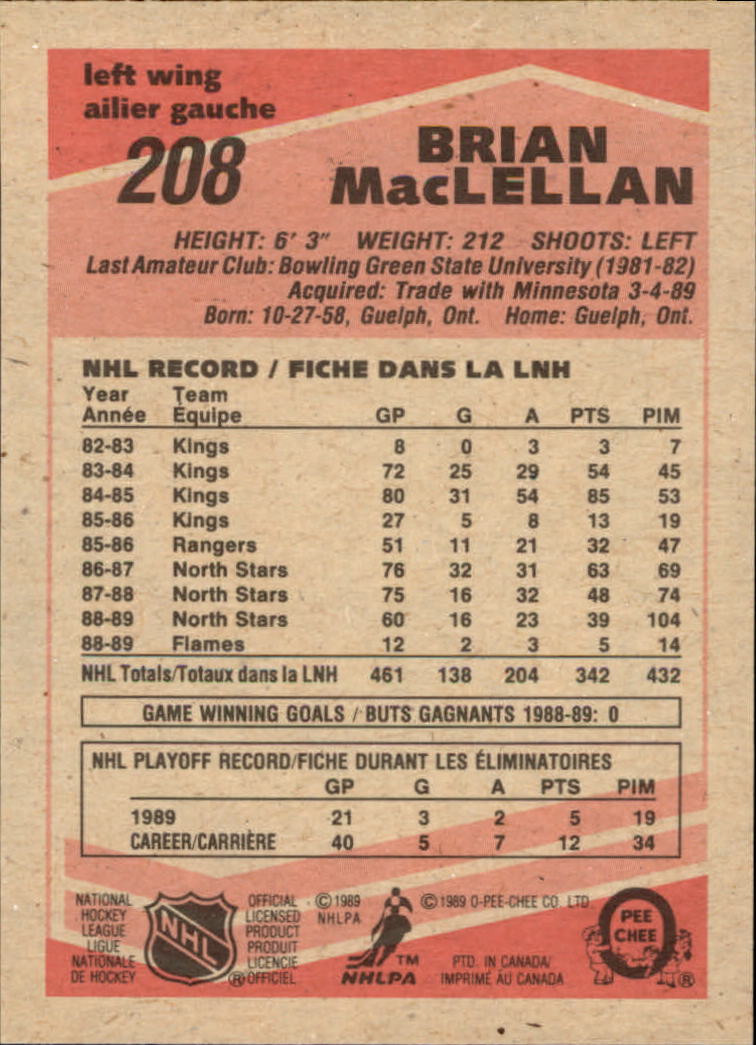 left wing
ailier gauche
208
BRIAN
MacLELLAN
HEIGHT: 6' 3" WEIGHT: 212 SHOOTS: LEFT
Last Amateur Club: Bowling Green State University (1981-82)
Acquired: Trade with Minnesota 3-4-89
Born: 10-27-58, Guelph, Ont. Home: Guelph, Ont.
NHL RECORD / FICHE DANS LA LNH
Year Team
Année Équipe GP G A PTS PIM
82-83 Kings 8 0 3 3 7
83-84 Kings 72 25 29 54 45
84-85 Kings 80 31 54 85 53
85-86 Kings 27 5 8 13 19
85-86 Rangers 51 11 21 32 47
86-87 North Stars 76 32 31 63 69
87-88 North Stars 75 16 32 48 74
88-89 North Stars 60 16 23 39 104
88-89 Flames 12 2 3 5 14
NHL Totals/Totaux dans la LNH 461 138 204 342 432
GAME WINNING GOALS / BUTS GAGNANTS 1988-89: 0
NHL PLAYOFF RECORD/FICHE DURANT LES ÉLIMINATOIRES
GP G A PTS PIM
1989 21 3 2 5 19
CAREER/CARRIÈRE 40 5 7 12 34
NATIONAL
HOCKEY
LEAGUE
LIGUE
NATIONALE
DE HOCKEY
NHL
OFFICIAL
LICENSED
PRODUCT
PRODUIT
LICENCIE
® OFFICIEL
© 1989
NHLPA
TM
NHLPA
© 1989 O-PEE-CHEE CO. LTD.
PTD. IN CANADA/
IMPRIMÉ AU CANADA
O
PEE
CHEE
®